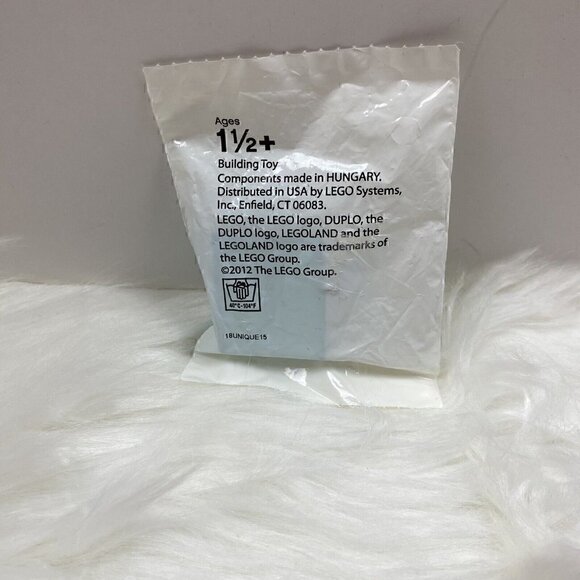 Ages
1½+
Building Toy
Components made in HUNGARY.
Distributed in USA by LEGO Systems,
Inc., Enfield, CT 06083.
LEGO, the LEGO logo, DUPLO, the
DUPLO logo, LEGOLAND and the
LEGOLAND logo are trademarks of
the LEGO Group.
©2012 The LEGO Group.
40°C-104°F
18UNIQUE15